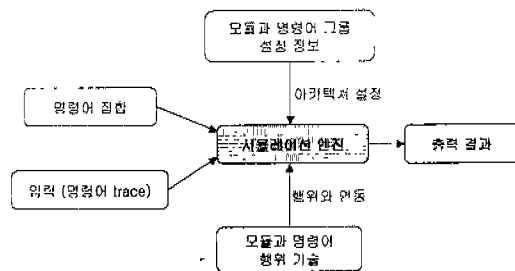 모듈과 명령어 그룹
설정 정보
아키텍처 설정
명령어 집합
시뮬레이션 엔진
출력 결과
입력 (명령어 trace)
행위와 연동
모듈과 명령어
행위 기술